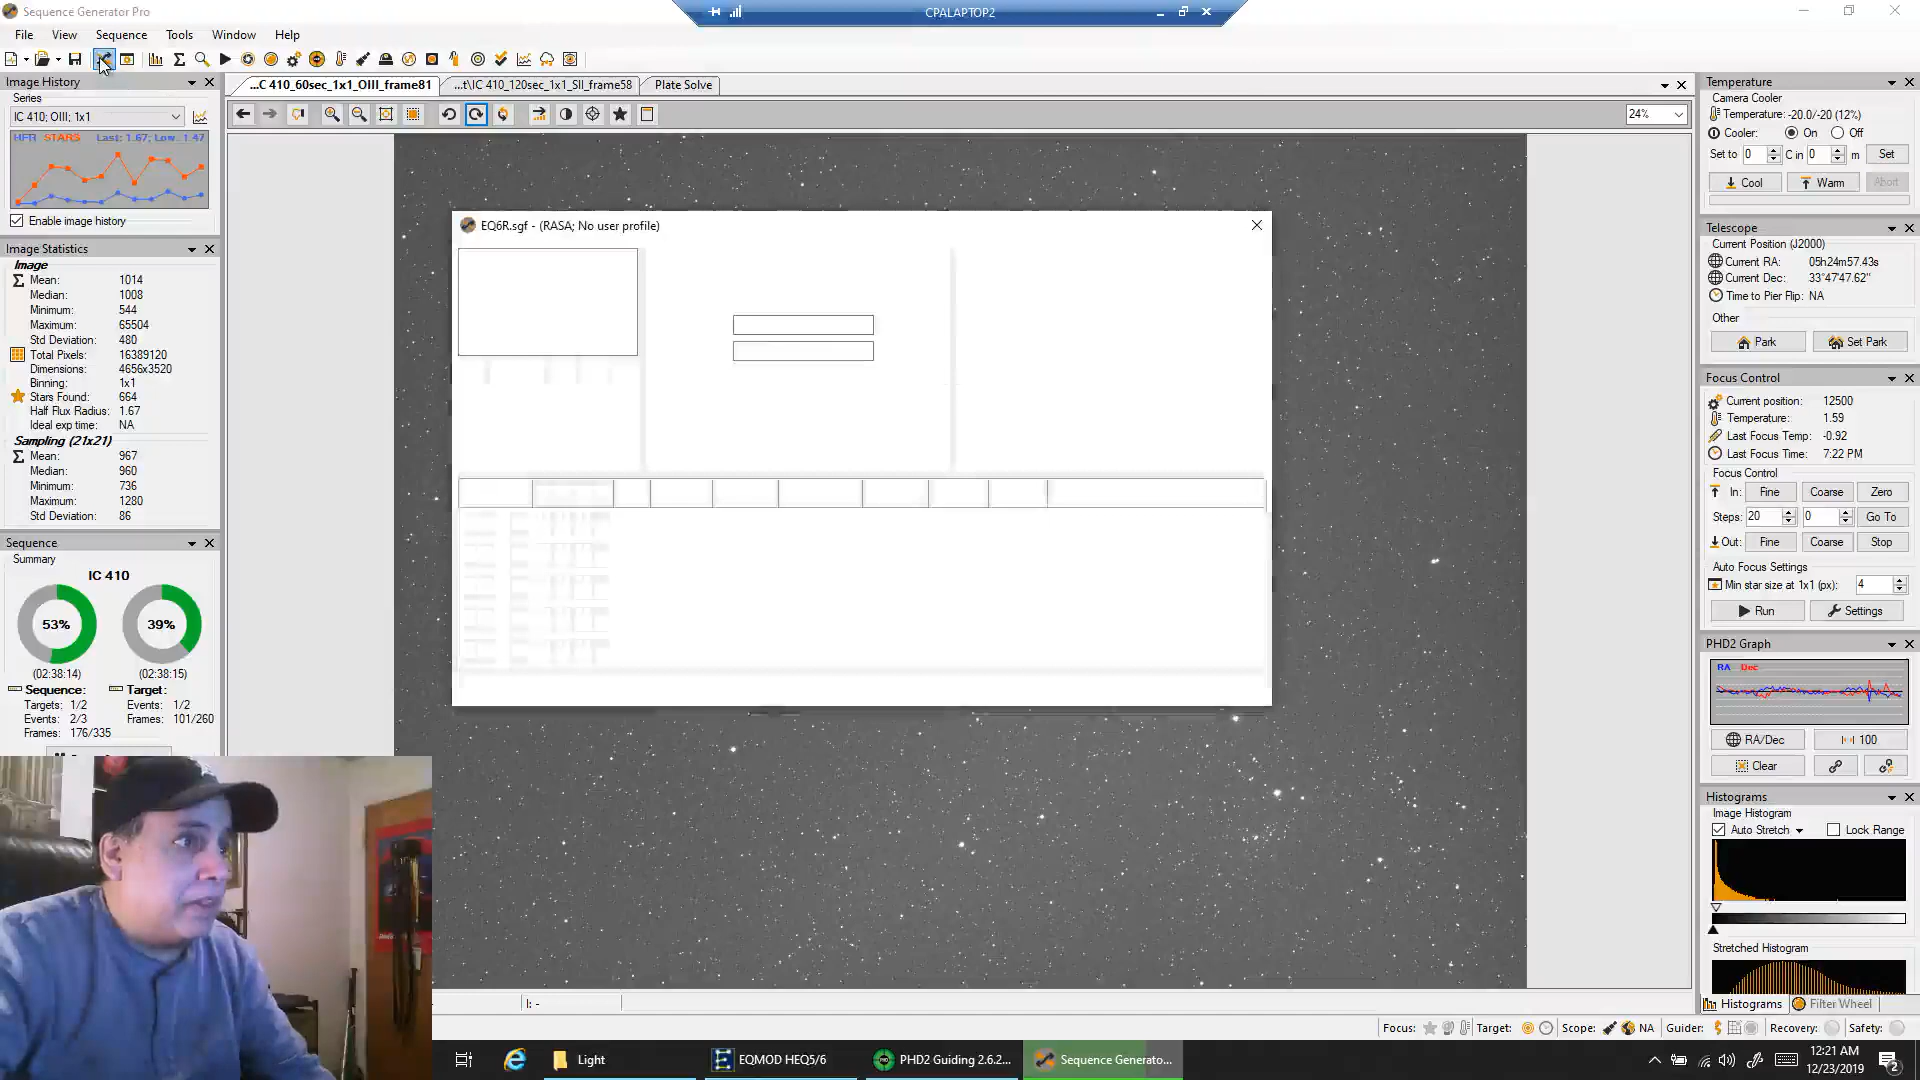 Sequence Generator Pro
CPALAPTOP2
File View Sequence Tools Window Help
Image History
Series
IC 410; OIII; 1x1
HFR STARS Last: 1.67; Low: 1.47
Enable image history
Image Statistics
Image
Mean: 1014
Median: 1008
Minimum: 544
Maximum: 65504
Std Deviation: 480
Total Pixels: 16389120
Dimensions: 4656x3520
Binning: 1x1
Stars Found: 664
Half Flux Radius: 1.67
Ideal exp time: NA
Sampling (21x21)
Mean: 967
Median: 960
Minimum: 736
Maximum: 1280
Std Deviation: 86
Sequence
Summary
IC 410
53% 39%
(02:38:14) (02:38:15)
Sequence: Target:
Targets: 1/2 Events: 1/2
Events: 2/3 Frames: 101/260
Frames: 176/335
...C 410_60sec_1x1_OIII_frame81 ...t\IC 410_120sec_1x1_SII_frame58 Plate Solve
24%
EQ6R.sgf - (RASA; No user profile)
I: -
Temperature
Camera Cooler
Temperature: -20.0/-20 (12%)
Cooler: On Off
Set to 0 C in 0 m Set
Cool Warm Abort
Telescope
Current Position (J2000)
Current RA: 05h24m57.43s
Current Dec: 33°47'47.62"
Time to Pier Flip: NA
Other
Park Set Park
Focus Control
Current position: 12500
Temperature: 1.59
Last Focus Temp: -0.92
Last Focus Time: 7:22 PM
Focus Control
In: Fine Coarse Zero
Steps: 20 0 Go To
Out: Fine Coarse Stop
Auto Focus Settings
Min star size at 1x1 (px): 4
Run Settings
PHD2 Graph
RA Dec
RA/Dec 100
Clear
Histograms
Image Histogram
Auto Stretch Lock Range
Stretched Histogram
Histograms Filter Wheel
Focus: Target: Scope: NA Guider: Recovery: Safety:
Light EQMOD HEQ5/6 PHD2 Guiding 2.6.2... Sequence Generato...
12:21 AM
12/23/2019
2